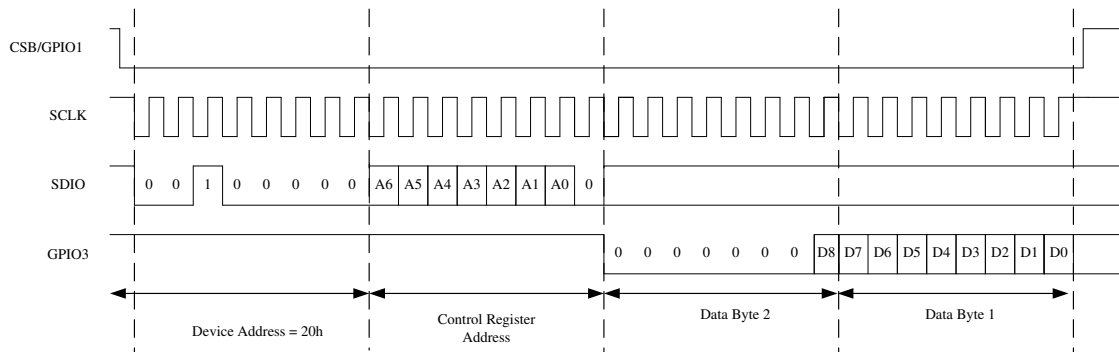 CSB/GPIO1
SCLK
SDIO 0 0 1 0 0 0 0 0 A6 A5 A4 A3 A2 A1 A0 0
GPIO3 0 0 0 0 0 0 0 D8 D7 D6 D5 D4 D3 D2 D1 D0
Device Address = 20h
Control Register
Address
Data Byte 2
Data Byte 1